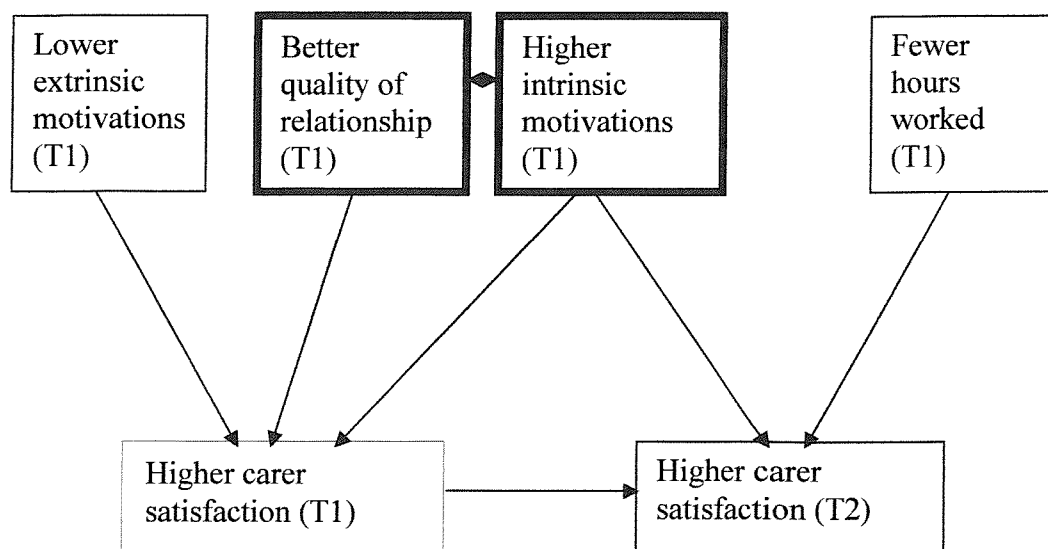 Lower
extrinsic
motivations
(T1)
Better
quality of
relationship
(T1)
Higher
intrinsic
motivations
(T1)
Fewer
hours
worked
(T1)
Higher carer
satisfaction (T1)
Higher carer
satisfaction (T2)